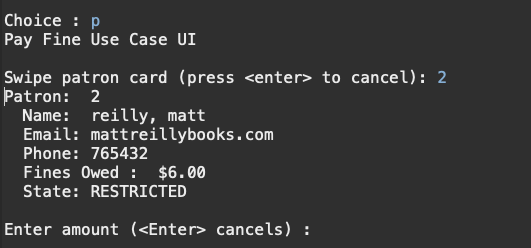 Choice : p
Pay Fine Use Case UI
Swipe patron card (press <enter> to cancel): 2
Patron:  2
  Name:  reilly, matt
  Email: mattreillybooks.com
  Phone: 765432
  Fines Owed :  $6.00
  State: RESTRICTED
Enter amount (<Enter> cancels) :